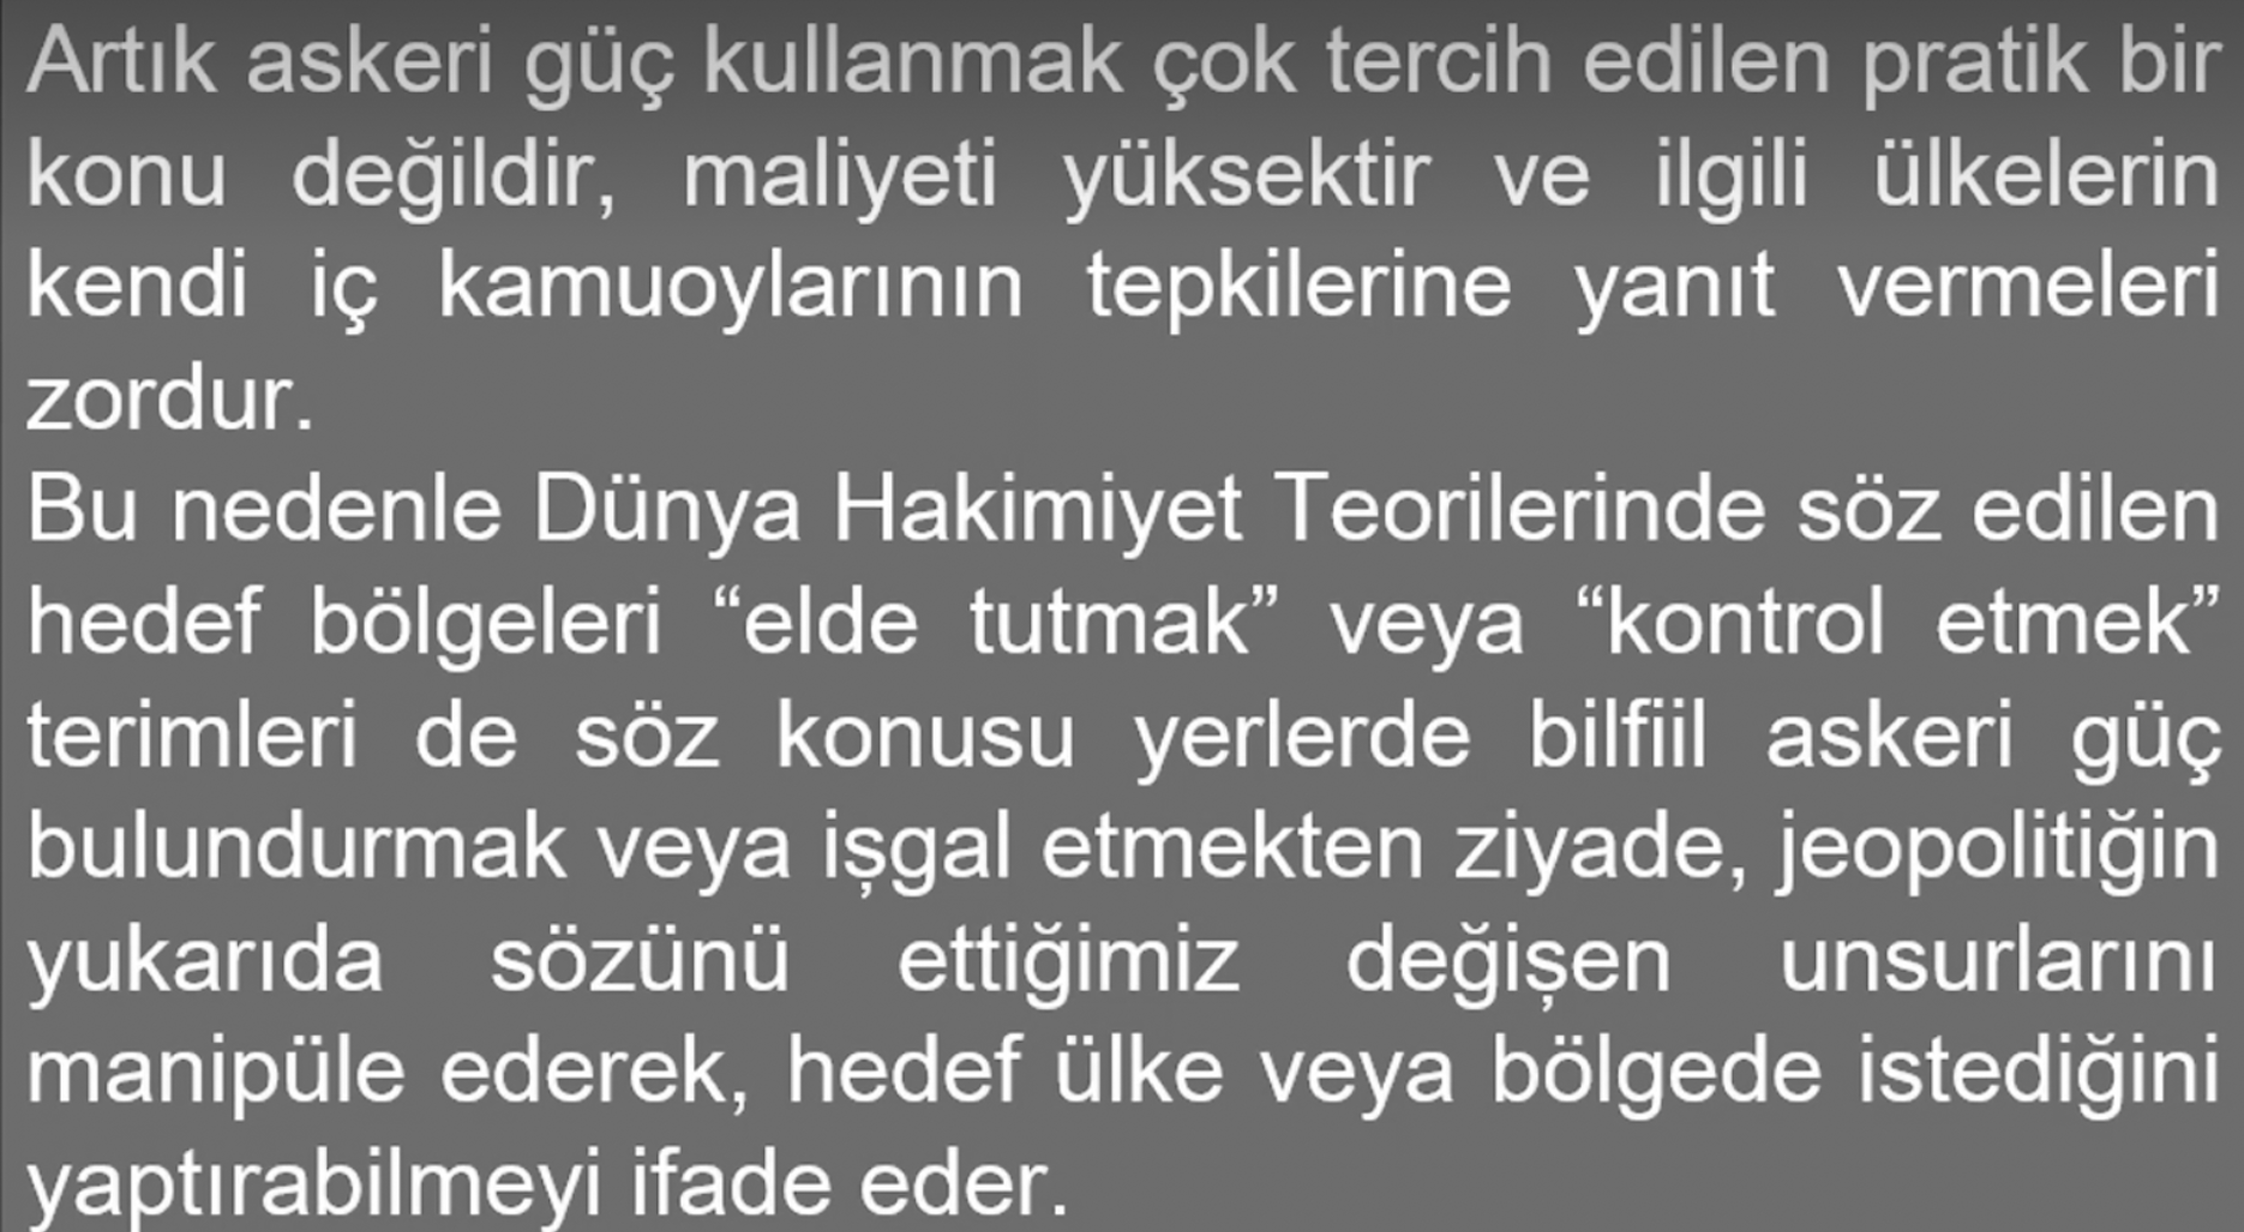 Artık askeri güç kullanmak çok tercih edilen pratik bir
konu değildir, maliyeti yüksektir ve ilgili ülkelerin
kendi iç kamuoylarının tepkilerine yanıt vermeleri
zordur.
Bu nedenle Dünya Hakimiyet Teorilerinde söz edilen
hedef bölgeleri “elde tutmak” veya “kontrol etmek”
terimleri de söz konusu yerlerde bilfiil askeri güç
bulundurmak veya işgal etmekten ziyade, jeopolitiğin
yukarıda sözünü ettiğimiz değişen unsurlarını
manipüle ederek, hedef ülke veya bölgede istediğini
yaptırabilmeyi ifade eder.